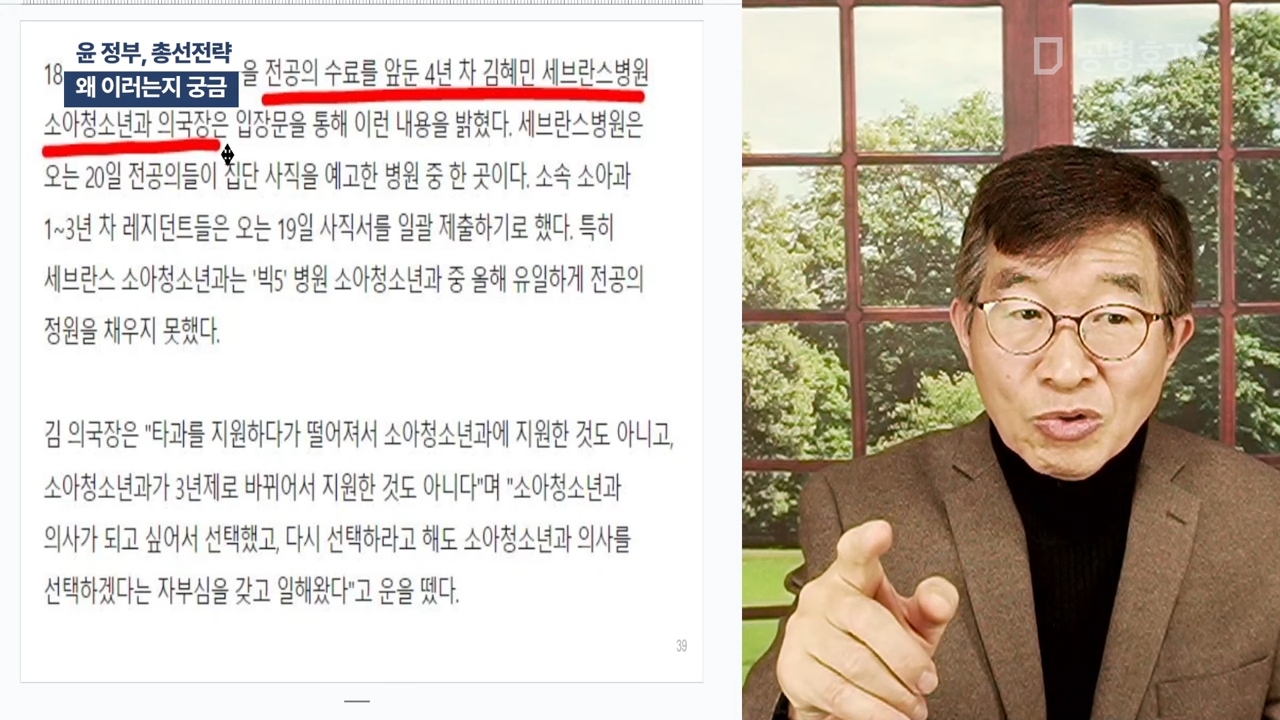 윤 정부, 총선전략
왜 이러는지 궁금
18 을 전공의 수료를 앞둔 4년 차 김혜민 세브란스병원
소아청소년과 의국장은 입장문을 통해 이런 내용을 밝혔다. 세브란스병원은
오는 20일 전공의들이 집단 사직을 예고한 병원 중 한 곳이다. 소속 소아과
1~3년 차 레지던트들은 오는 19일 사직서를 일괄 제출하기로 했다. 특히
세브란스 소아청소년과는 '빅5' 병원 소아청소년과 중 올해 유일하게 전공의
정원을 채우지 못했다.
김 의국장은 "타과를 지원하다가 떨어져서 소아청소년과에 지원한 것도 아니고,
소아청소년과가 3년제로 바뀌어서 지원한 것도 아니다"며 "소아청소년과
의사가 되고 싶어서 선택했고, 다시 선택하라고 해도 소아청소년과 의사를
선택하겠다는 자부심을 갖고 일해왔다"고 운을 뗐다.
39
공병호TV